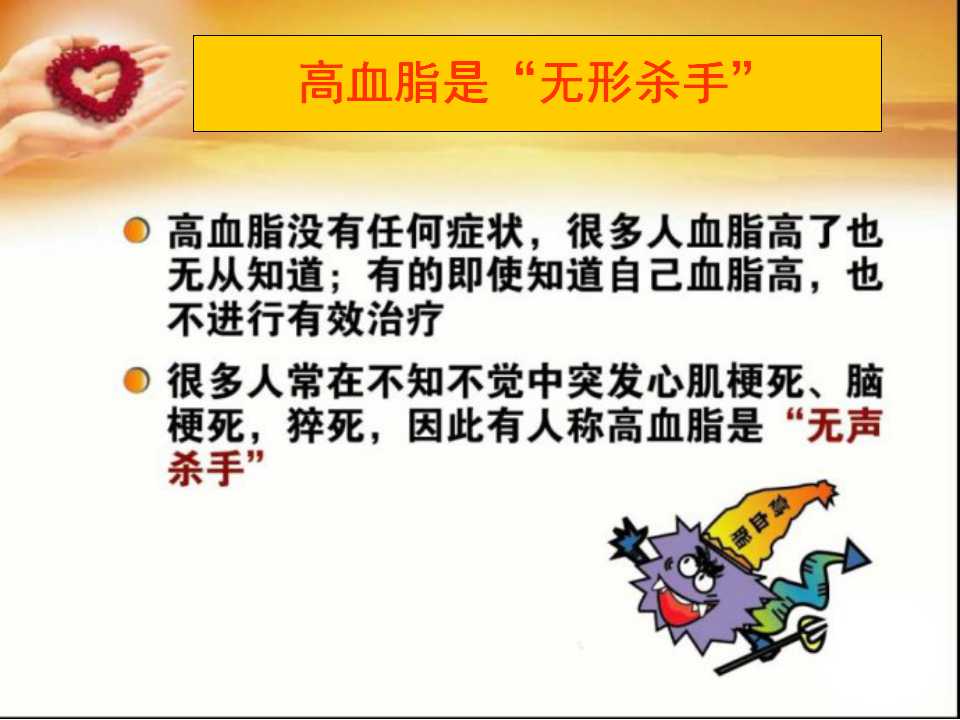 高血脂是“无形杀手”
高血脂没有任何症状，很多人血脂高了也
无从知道；有的即使知道自己血脂高，也
不进行有效治疗
很多人常在不知不觉中突发心肌梗死、脑
梗死，猝死，因此有人称高血脂是“无声
杀手”
高血脂